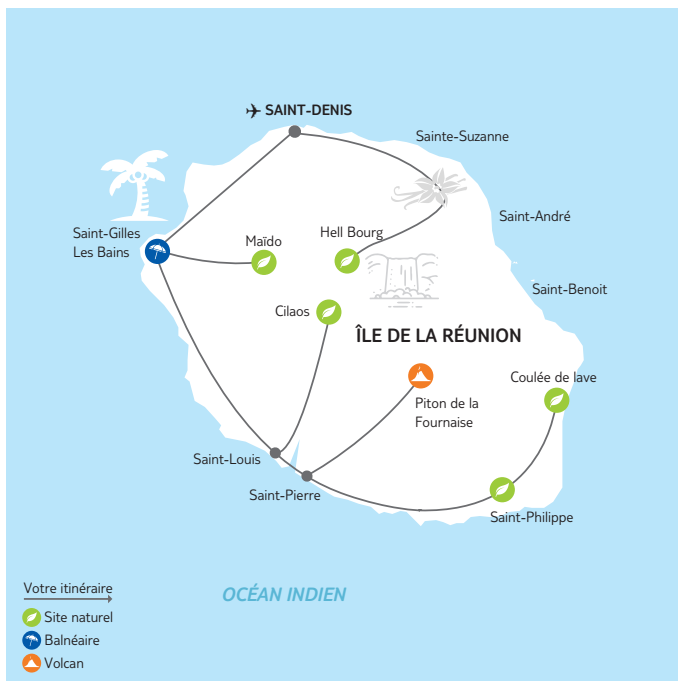 SAINT-DENIS
Sainte-Suzanne
Saint-André
Saint-Gilles
Les Bains
Maïdo
Hell Bourg
Saint-Benoit
Cilaos
ÎLE DE LA RÉUNION
Coulée de lave
Piton de la
Fournaise
Saint-Louis
Saint-Pierre
Saint-Philippe
Votre itinéraire
OCÉAN INDIEN
Site naturel
Balnéaire
Volcan